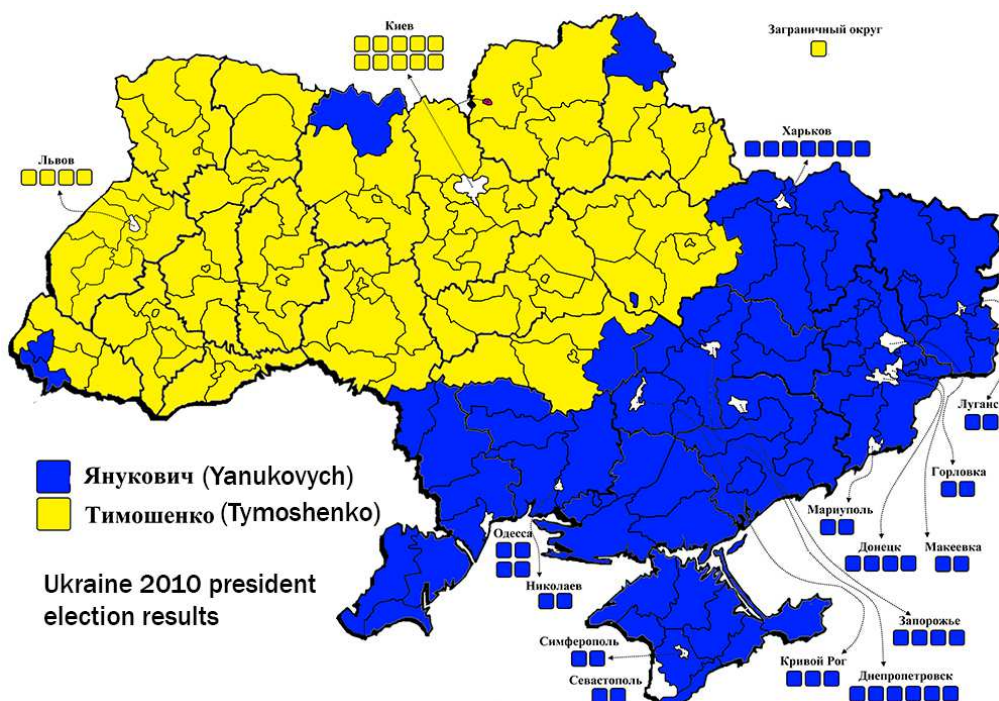 Киев
Заграничный округ
Харьков
Львов
Луганс
Янукович (Yanukovych)
Тимошенко (Tymoshenko)
Горловка
Мариуполь
Одесса
Донецк
Макеевка
Ukraine 2010 president
election results
Николаев
Запорожье
Симферополь
Кривой Рог
Севастополь
Днепропетровск